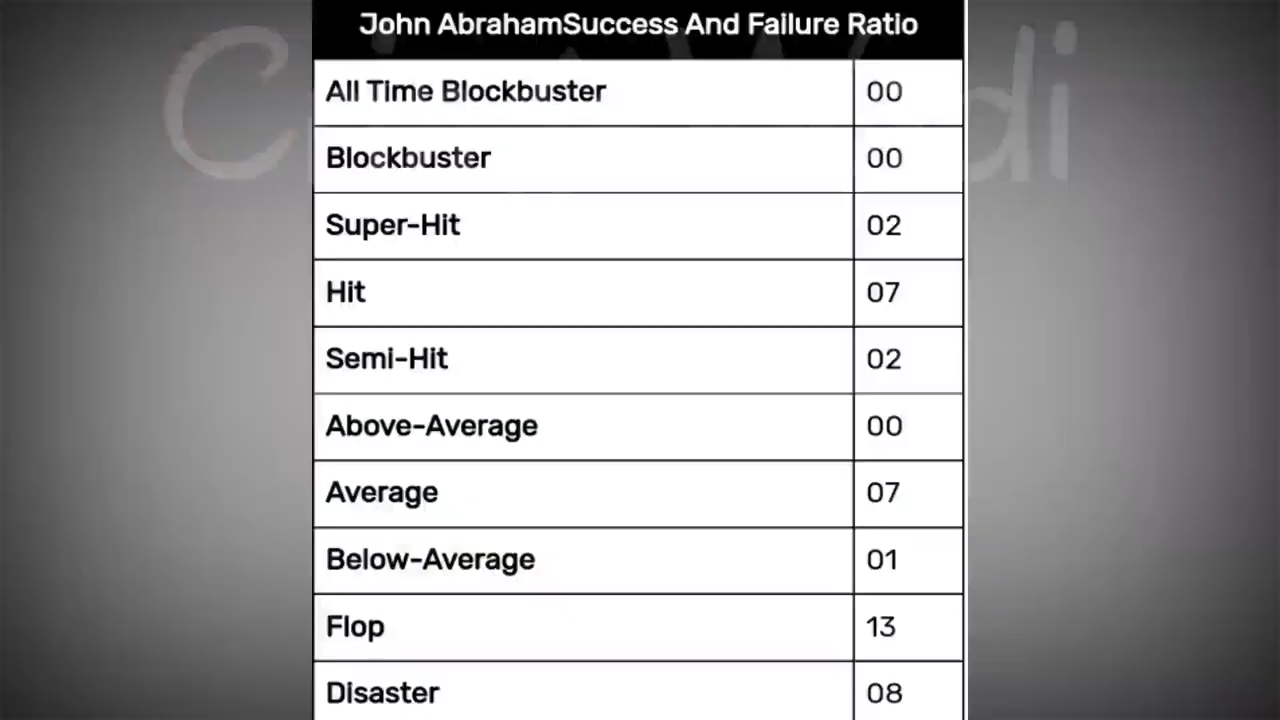 John AbrahamSuccess And Failure Ratio
All Time Blockbuster 00
Blockbuster 00
Super-Hit 02
Hit 07
Semi-Hit 02
Above-Average 00
Average 07
Below-Average 01
Flop 13
Disaster 08